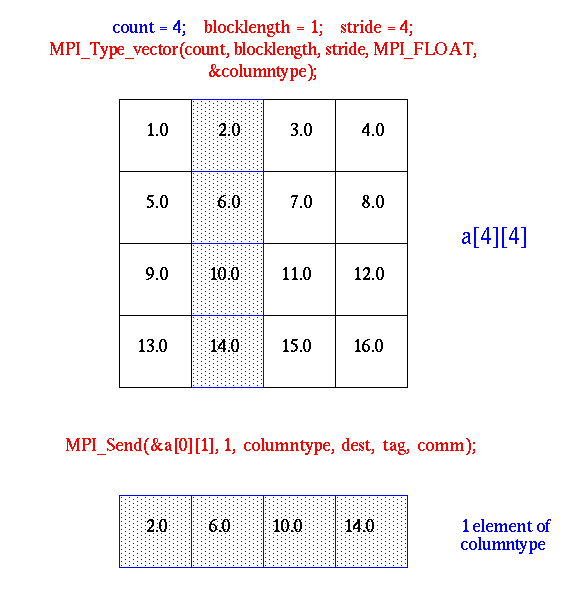 count = 4; blocklength = 1; stride = 4;
MPI_Type_vector(count, blocklength, stride, MPI_FLOAT,
&columntype);
1.0 2.0 3.0 4.0
5.0 6.0 7.0 8.0
a[4][4]
9.0 10.0 11.0 12.0
13.0 14.0 15.0 16.0
MPI_Send(&a[0][1], 1, columntype, dest, tag, comm);
2.0 6.0 10.0 14.0
1 element of
columntype